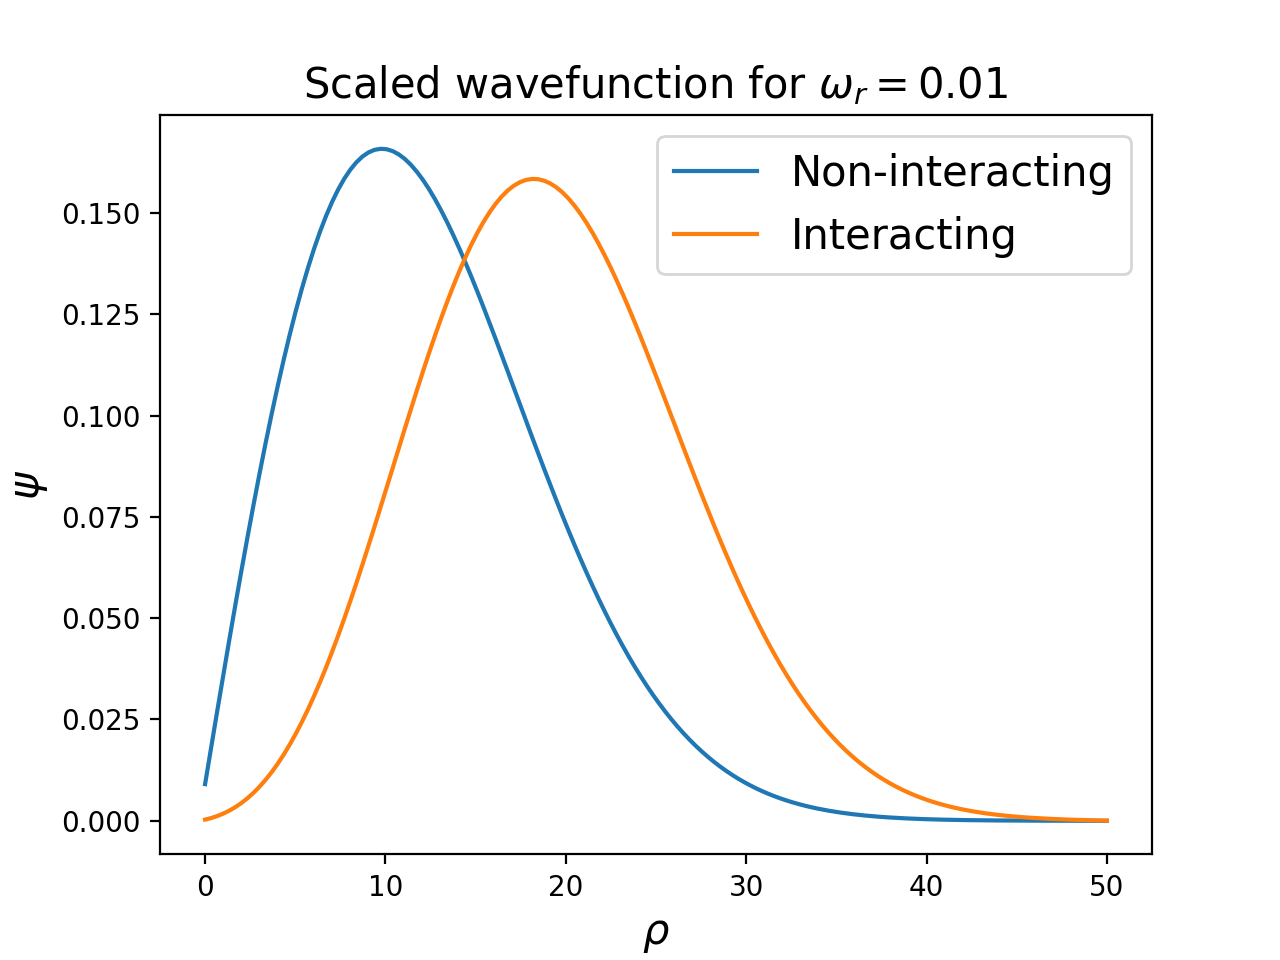 Scaled wavefunction for ω_r = 0.01
Non-interacting
Interacting
ψ
0.150
0.125
0.100
0.075
0.050
0.025
0.000
0 10 20 30 40 50
ρ